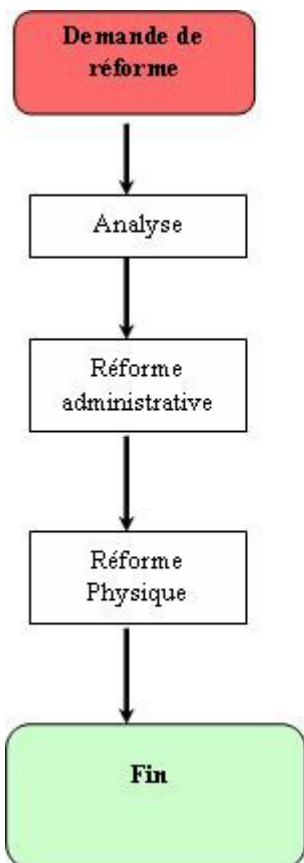 Demande de
réforme
Analyse
Réforme
administrative
Réforme
Physique
Fin